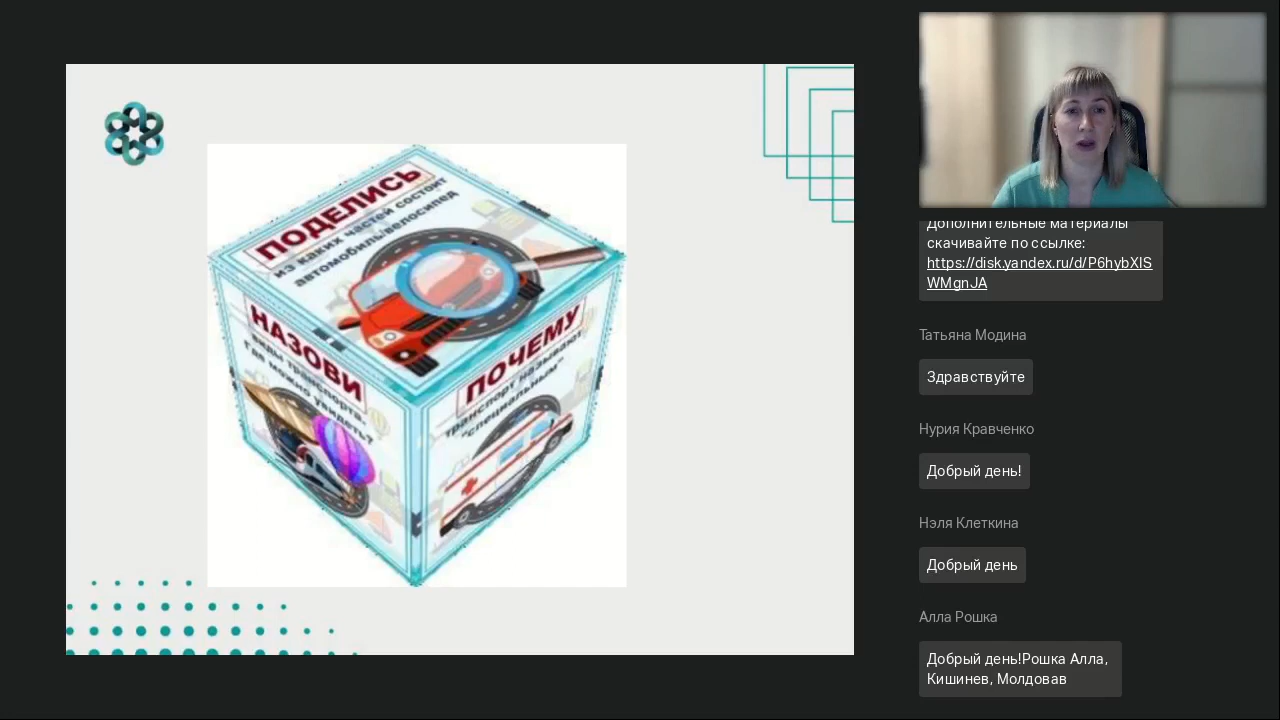 ПОДЕЛИСЬ
из каких частей состоит
автомобиль/велосипед
НАЗОВИ
виды транспорта.
Где можно увидеть?
ПОЧЕМУ
транспорт называют
"специальным"
Дополнительные материалы
скачивайте по ссылке:
https://disk.yandex.ru/d/P6hybXIS
WMgnJA
Татьяна Модина
Здравствуйте
Нурия Кравченко
Добрый день!
Нэля Клеткина
Добрый день
Алла Рошка
Добрый день!Рошка Алла,
Кишинев, Молдовав